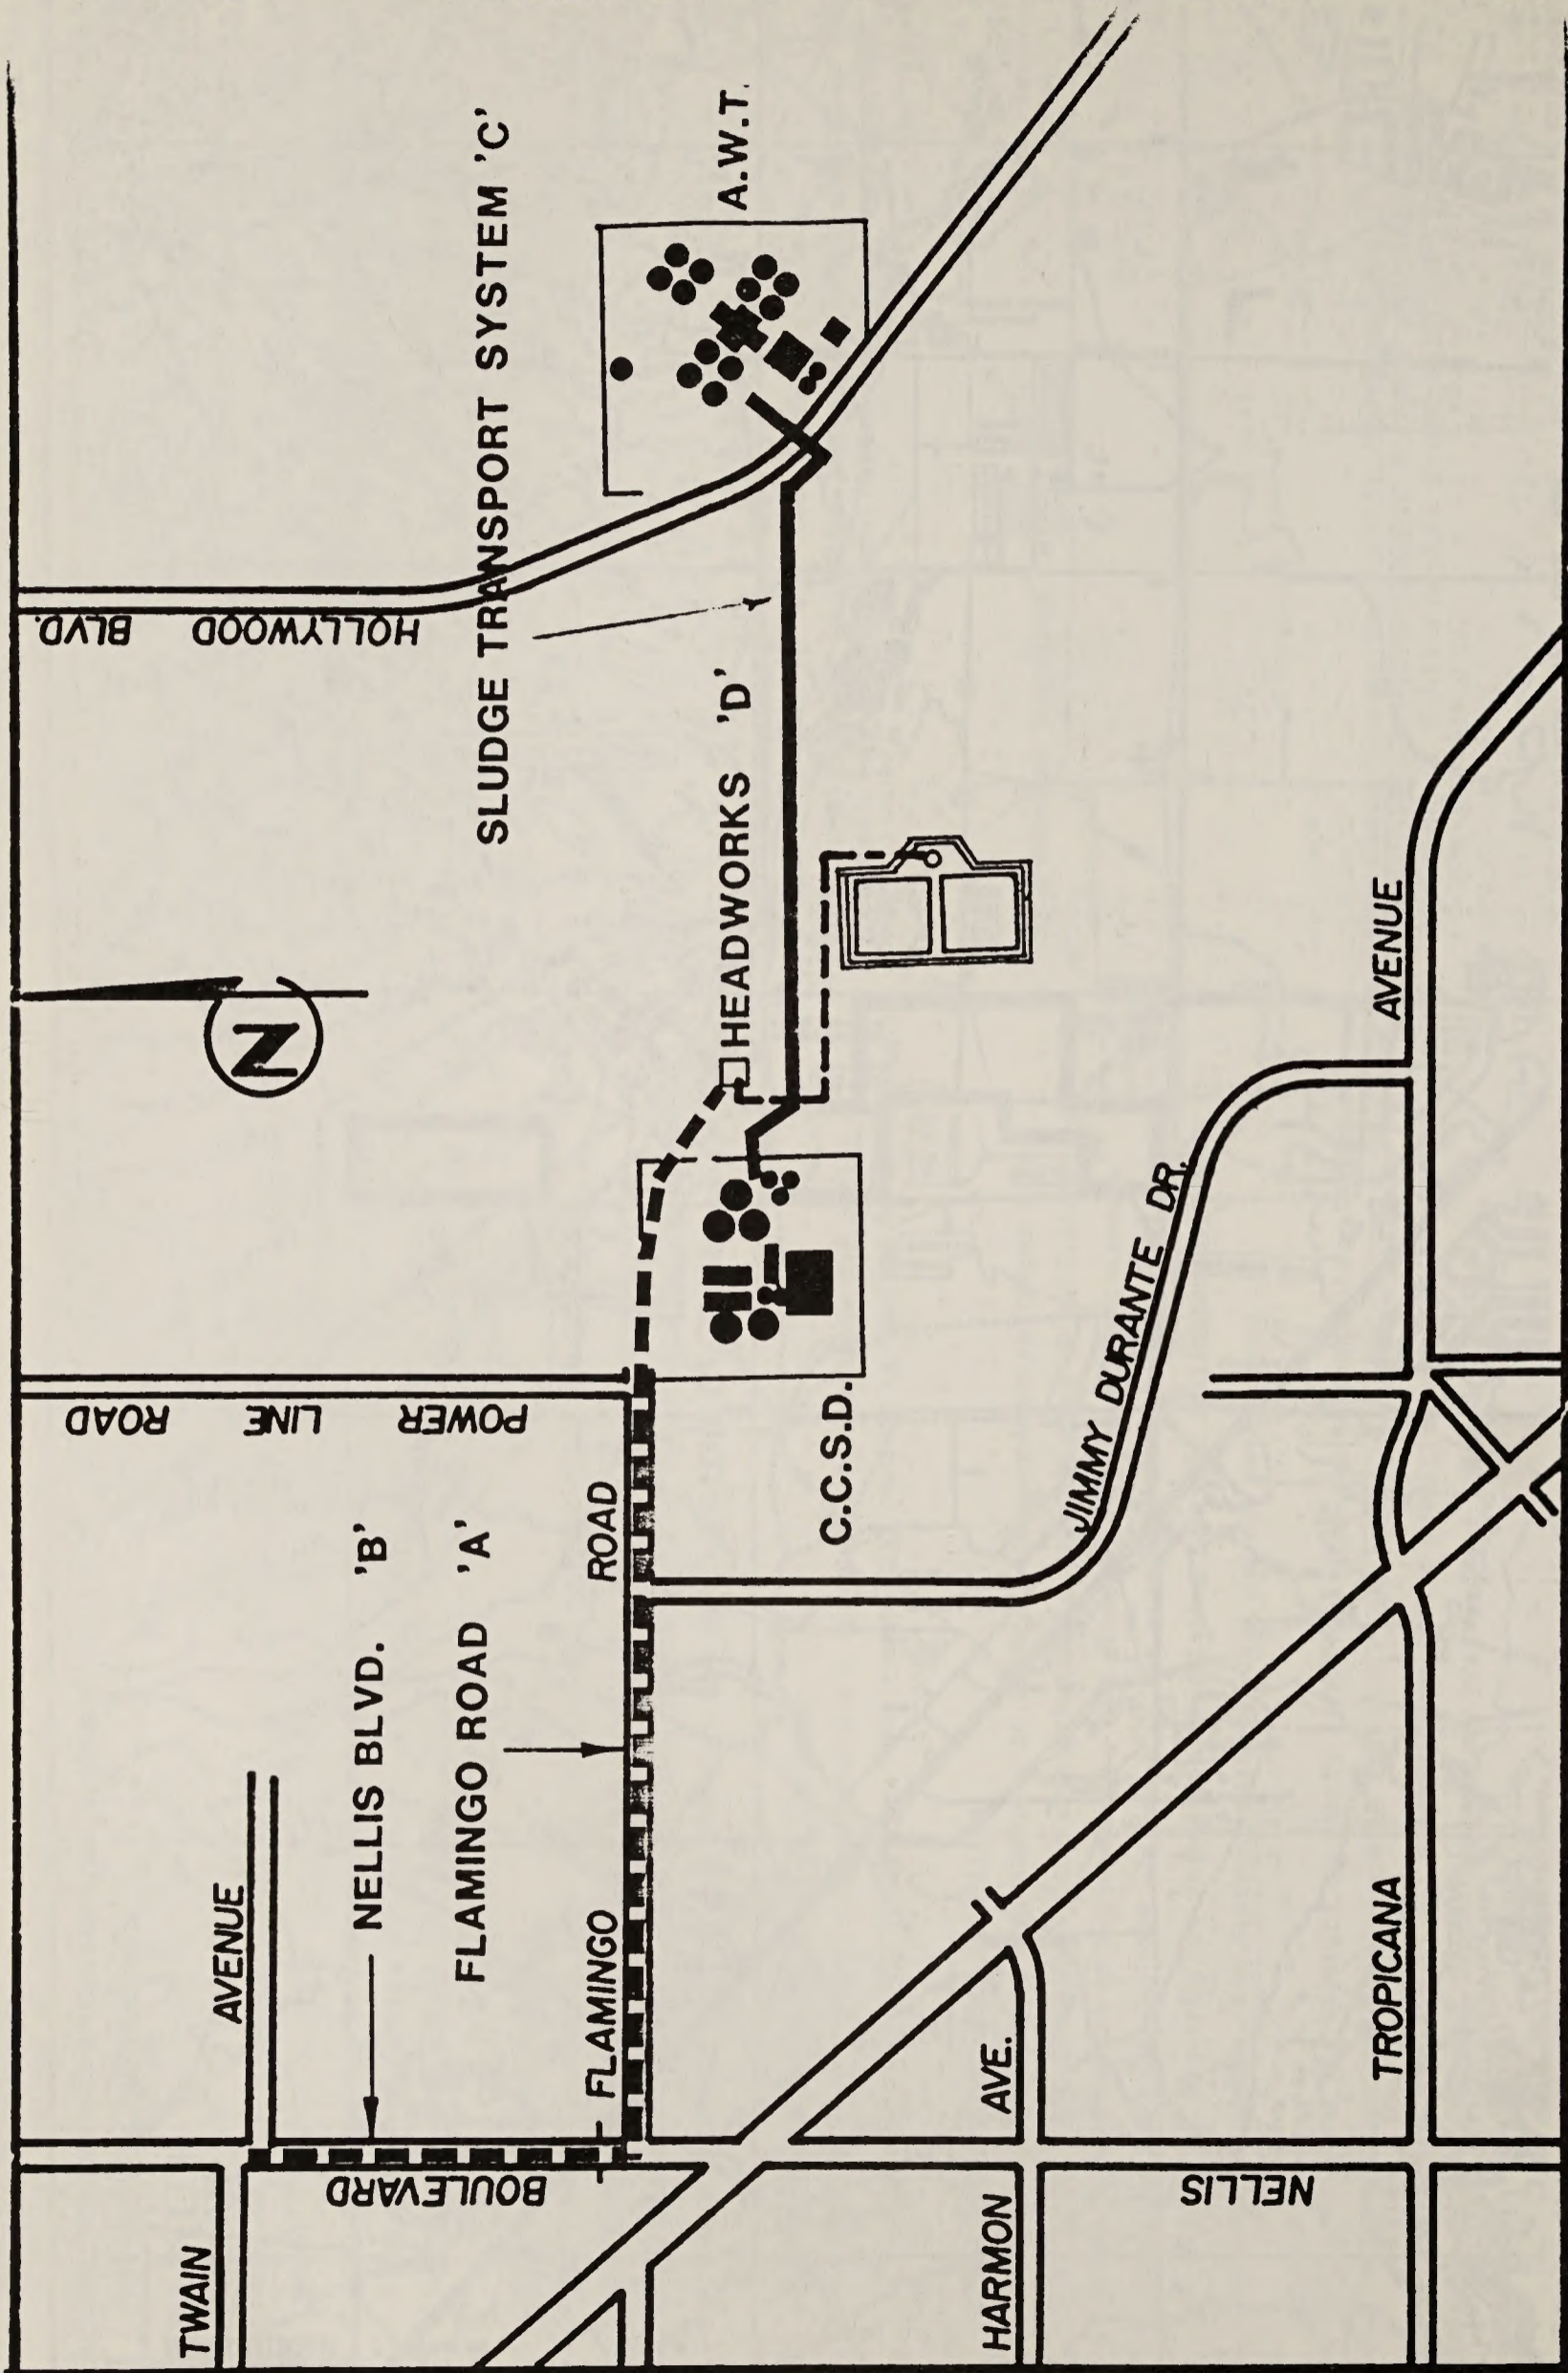 TWAIN AVENUE
NELLIS BLVD. 'B'
FLAMINGO ROAD 'A'
FLAMINGO ROAD
HARMON AVE.
TROPICANA AVENUE
NELLIS BOULEVARD
POWER LINE ROAD
HOLLYWOOD BLVD.
JIMMY DURANTE DR.
N
SLUDGE TRANSPORT SYSTEM 'C'
HEADWORKS 'D'
C.C.S.D.
A.W.T.